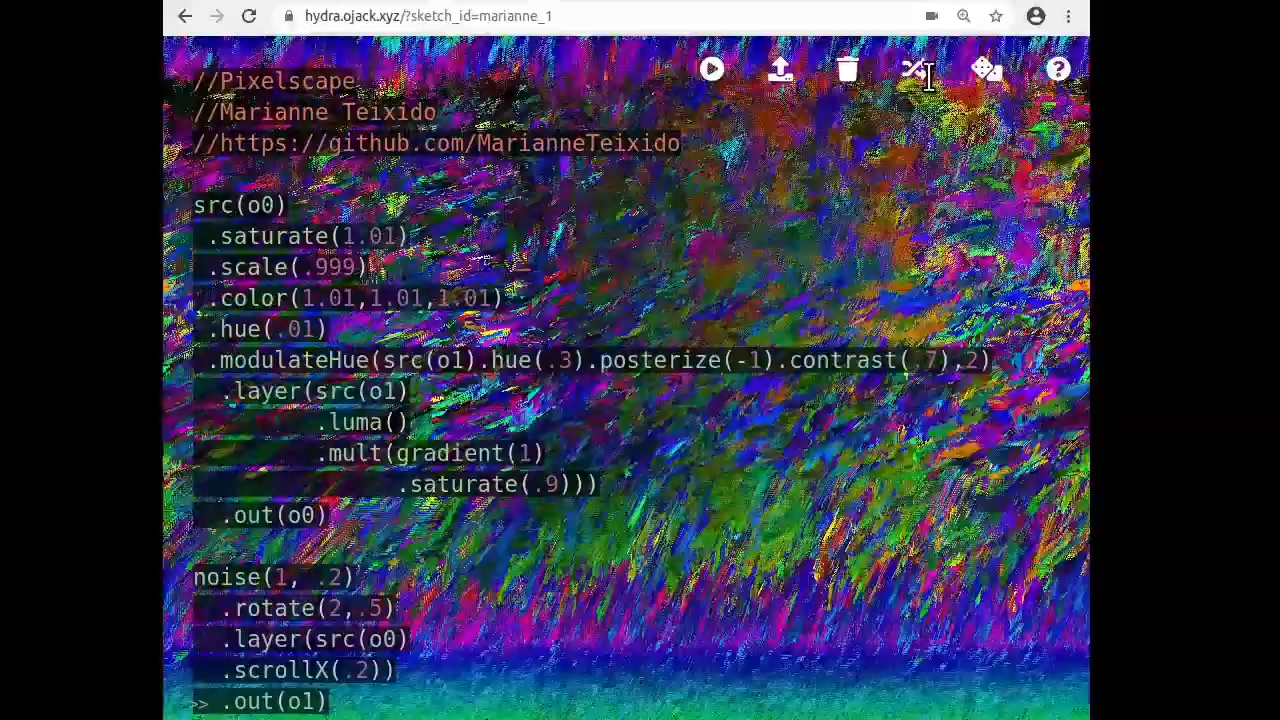 hydra.ojack.xyz/?sketch_id=marianne_1
//Pixelscape
//Marianne Teixido
//https://github.com/MarianneTeixido
src(o0)
.saturate(1.01)
.scale(.999)
.color(1.01,1.01,1.01)
.hue(.01)
.modulateHue(src(o1).hue(.3).posterize(-1).contrast(.7),2)
.layer(src(o1)
.luma()
.mult(gradient(1)
.saturate(.9)))
.out(o0)
noise(1, .2)
.rotate(2,.5)
.layer(src(o0)
.scrollX(.2))
>> .out(o1)